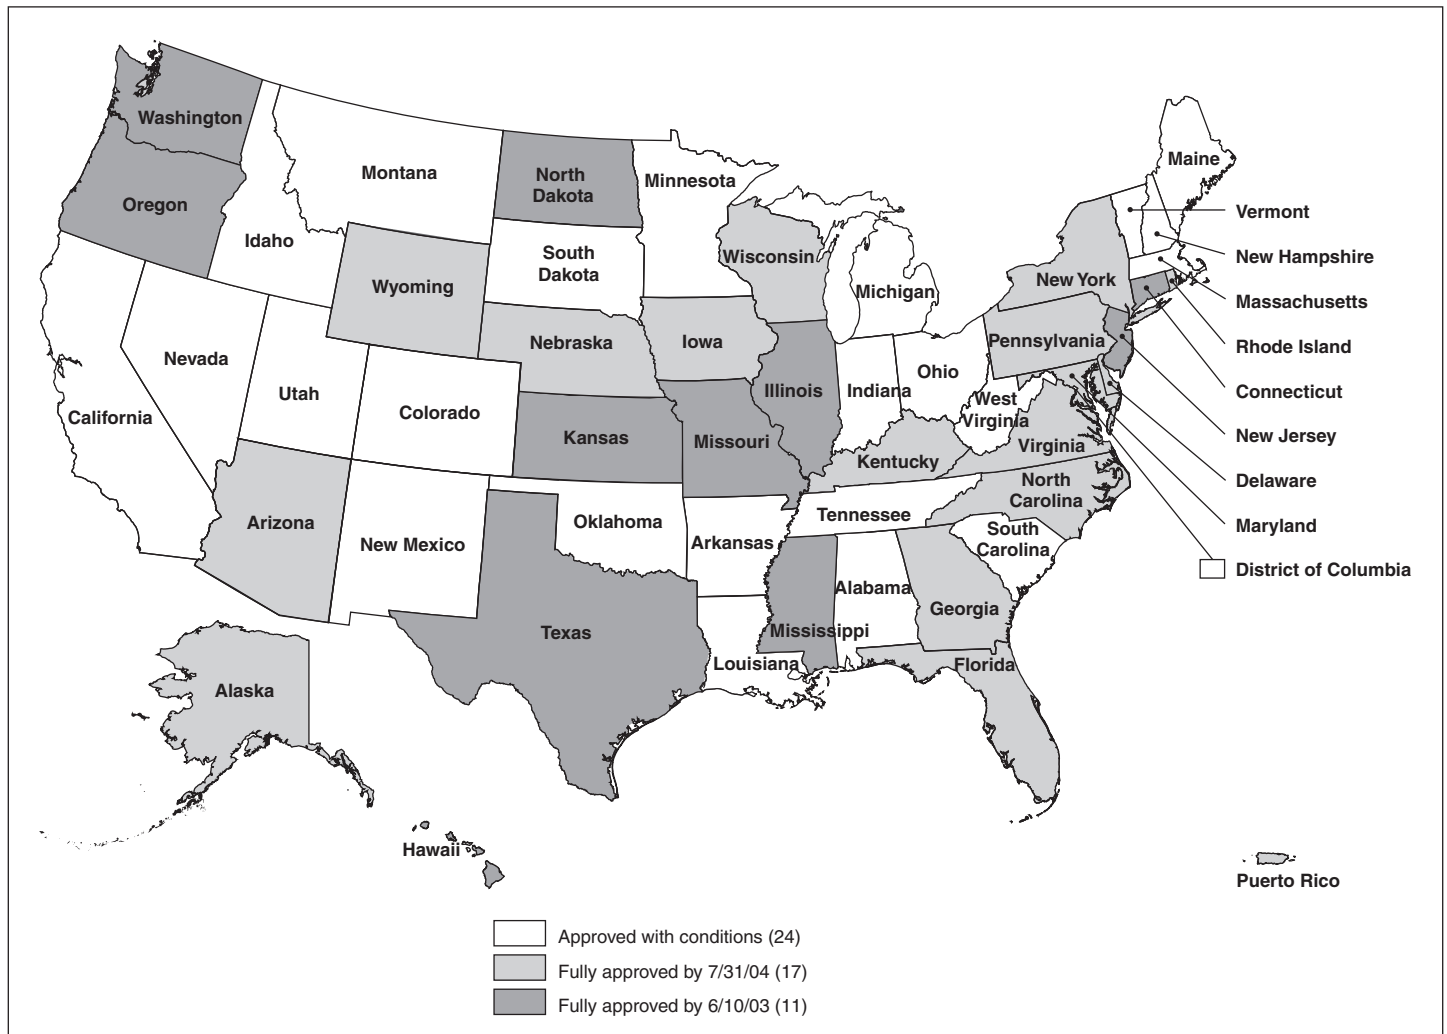 Washington
Oregon
Montana
Idaho
North
Dakota
Minnesota
South
Dakota
Wyoming
Wisconsin
Michigan
Maine
Vermont
New Hampshire
Massachusetts
Rhode Island
Connecticut
New Jersey
Delaware
Maryland
District of Columbia
New York
Pennsylvania
Nebraska
Iowa
Nevada
Utah
Colorado
California
Illinois
Indiana
Ohio
West
Virginia
Virginia
Kansas
Missouri
Kentucky
North
Carolina
Arizona
New Mexico
Oklahoma
Arkansas
Tennessee
South
Carolina
Alabama
Georgia
Mississippi
Texas
Louisiana
Florida
Alaska
Hawaii
Puerto Rico
Approved with conditions (24)
Fully approved by 7/31/04 (17)
Fully approved by 6/10/03 (11)